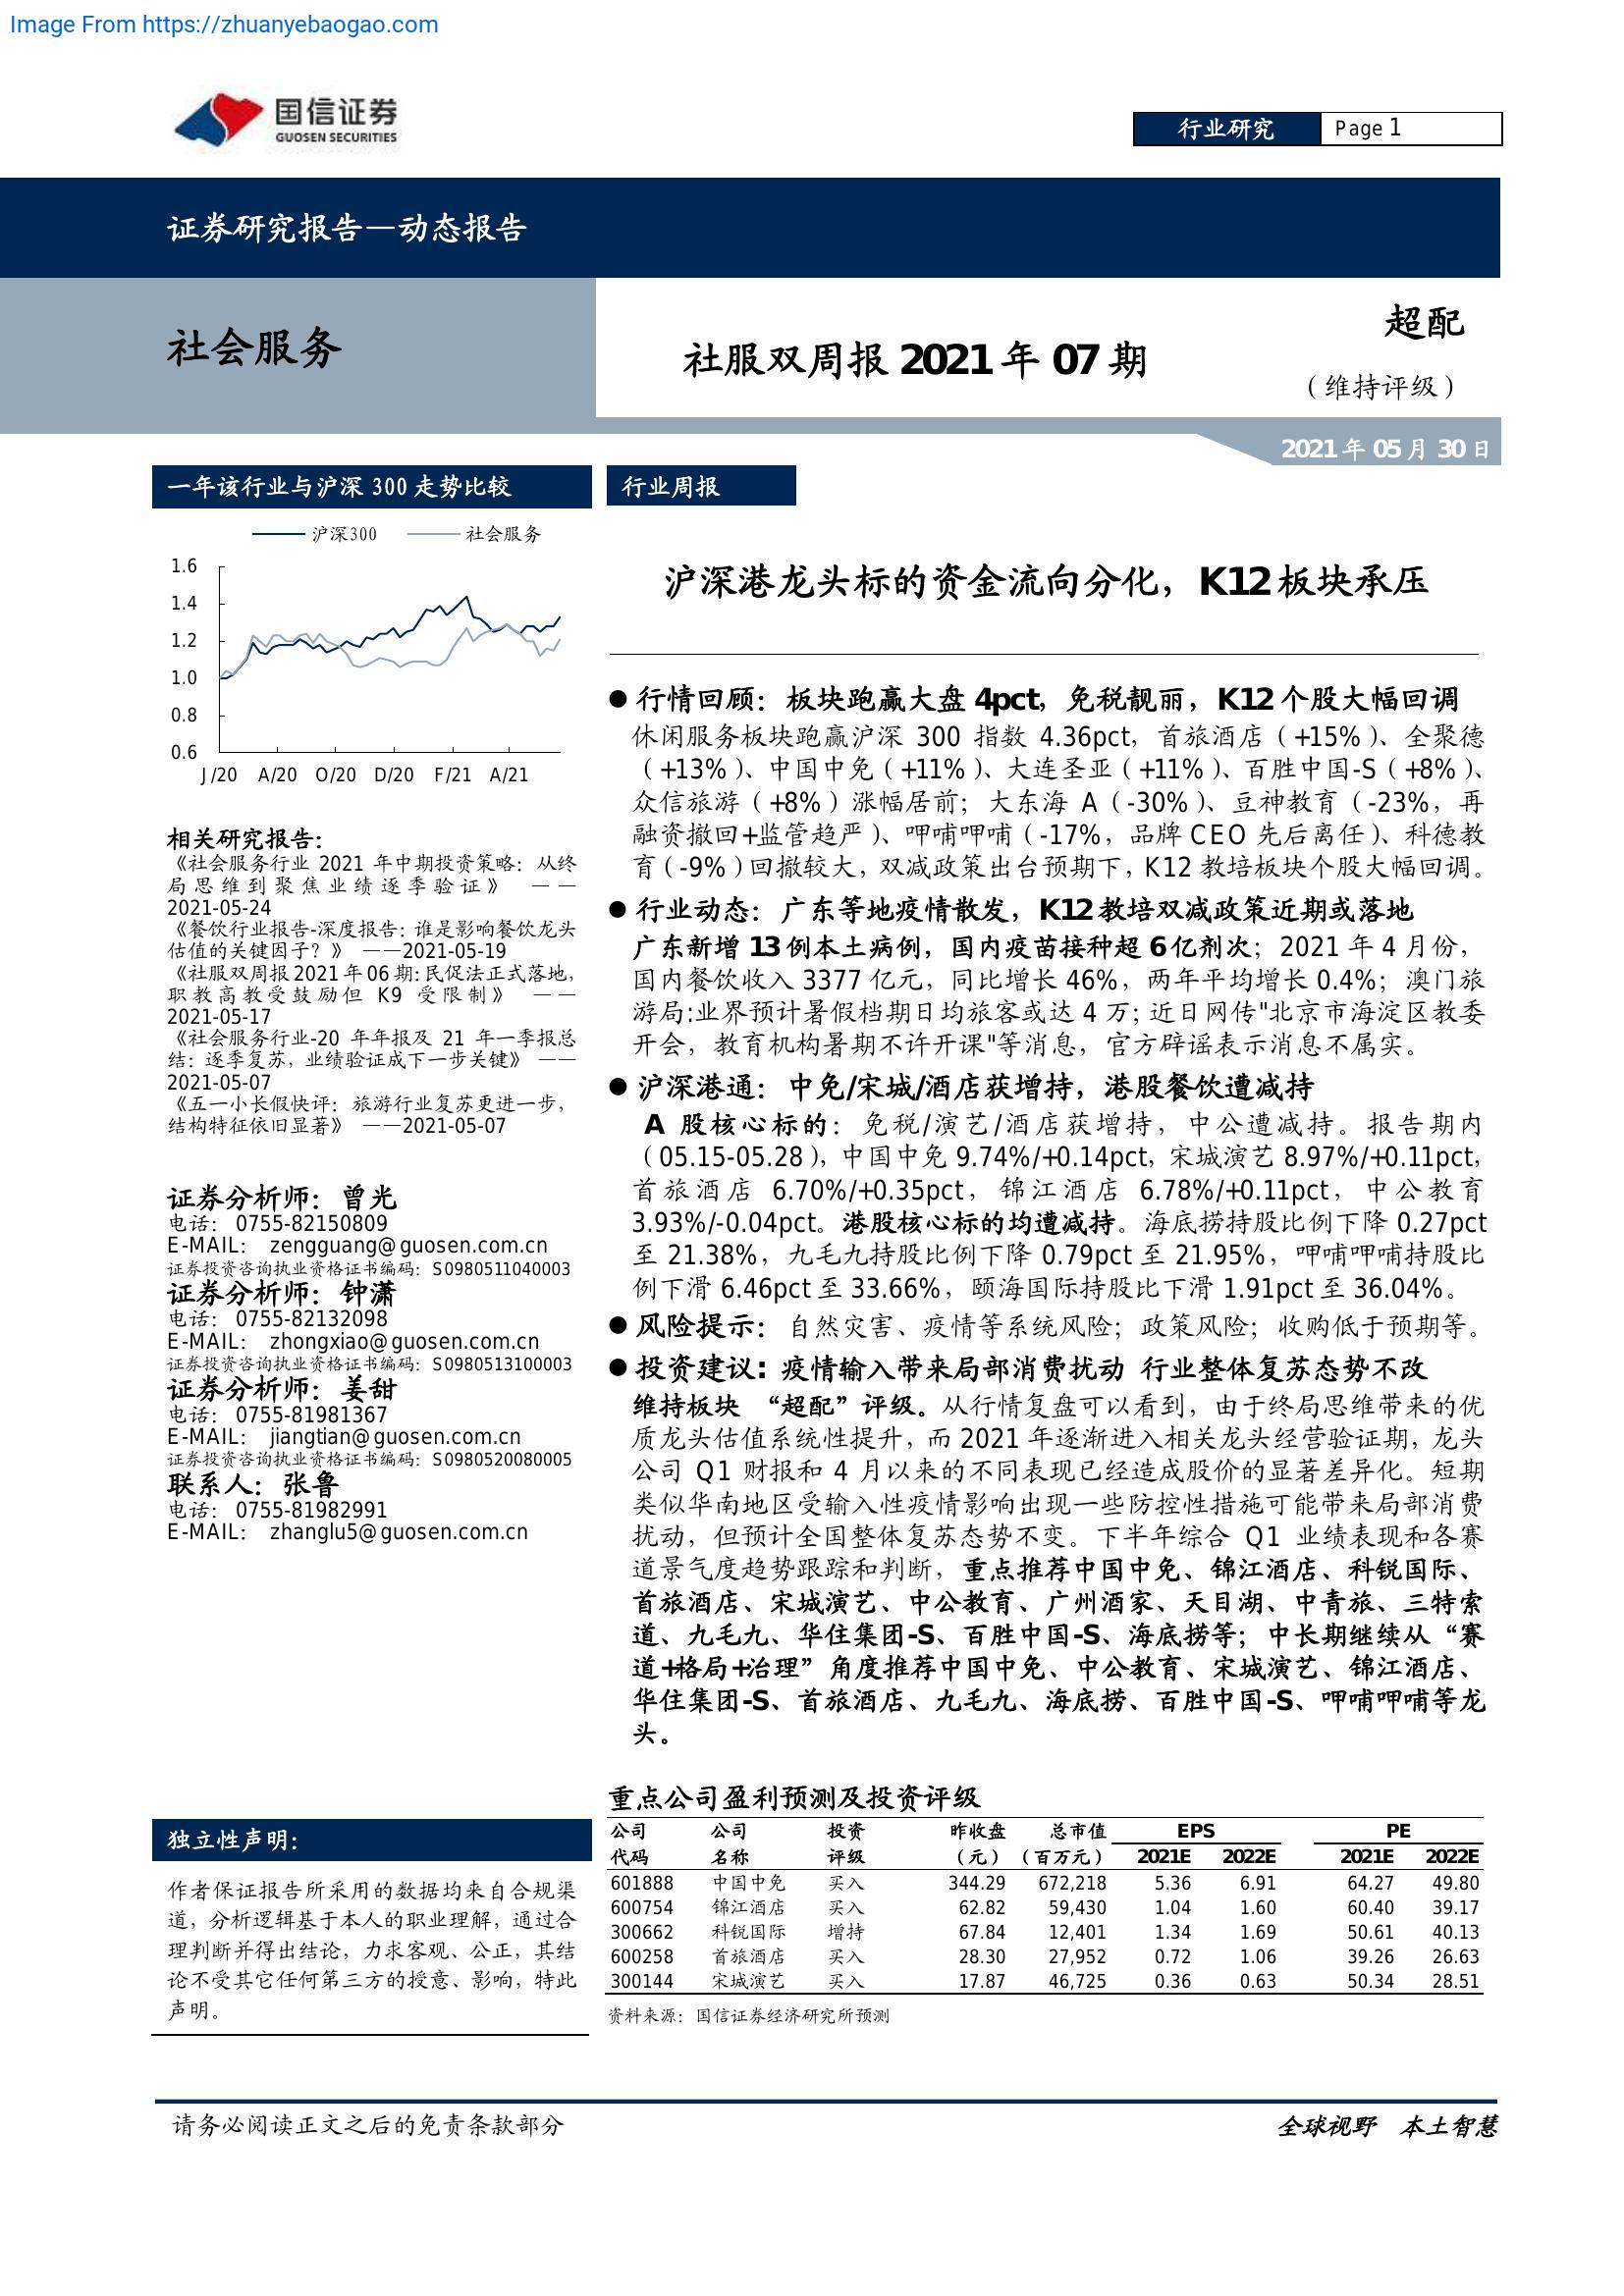 Image From https://zhuanyebaogao.com
国信证券
GUOSEN SECURITIES
行业研究
Page 1
证券研究报告—动态报告
社会服务
社服双周报 2021 年 07 期
超配
（维持评级）
2021 年 05 月 30 日
一年该行业与沪深 300 走势比较
沪深300
社会服务
1.6
1.4
1.2
1.0
0.8
0.6
J/20 A/20 O/20 D/20 F/21 A/21
相关研究报告：
《社会服务行业 2021 年中期投资策略：从终
局思维到聚焦业绩逐季验证》 ——
2021-05-24
《餐饮行业报告-深度报告：谁是影响餐饮龙头
估值的关键因子？》 ——2021-05-19
《社服双周报 2021 年 06 期：民促法正式落地，
职教高教受鼓励但 K9 受限制》 ——
2021-05-17
《社会服务行业-20 年年报及 21 年一季报总
结：逐季复苏，业绩验证成下一步关键》 ——
2021-05-07
《五一小长假快评：旅游行业复苏更进一步，
结构特征依旧显著》 ——2021-05-07
证券分析师：曾光
电话： 0755-82150809
E-MAIL： zengguang@guosen.com.cn
证券投资咨询执业资格证书编码：S0980511040003
证券分析师：钟潇
电话： 0755-82132098
E-MAIL： zhongxiao@guosen.com.cn
证券投资咨询执业资格证书编码：S0980513100003
证券分析师：姜甜
电话： 0755-81981367
E-MAIL： jiangtian@guosen.com.cn
证券投资咨询执业资格证书编码：S0980520080005
联系人：张鲁
电话： 0755-81982991
E-MAIL： zhanglu5@guosen.com.cn
独立性声明：
作者保证报告所采用的数据均来自合规渠
道，分析逻辑基于本人的职业理解，通过合
理判断并得出结论，力求客观、公正，其结
论不受其它任何第三方的授意、影响，特此
声明。
行业周报
沪深港龙头标的资金流向分化，K12 板块承压
● 行情回顾：板块跑赢大盘 4pct，免税靓丽，K12 个股大幅回调
休闲服务板块跑赢沪深 300 指数 4.36pct，首旅酒店（+15%）、全聚德
（+13%）、中国中免（+11%）、大连圣亚（+11%）、百胜中国-S（+8%）、
众信旅游（+8%）涨幅居前；大东海 A（-30%）、豆神教育（-23%，再
融资撤回+监管趋严）、呷哺呷哺（-17%，品牌 CEO 先后离任）、科德教
育（-9%）回撤较大，双减政策出台预期下，K12 教培板块个股大幅回调。
● 行业动态：广东等地疫情散发，K12 教培双减政策近期或落地
广东新增 13 例本土病例，国内疫苗接种超 6 亿剂次；2021 年 4 月份，
国内餐饮收入 3377 亿元，同比增长 46%，两年平均增长 0.4%；澳门旅
游局:业界预计暑假档期日均旅客或达 4 万；近日网传"北京市海淀区教委
开会，教育机构暑期不许开课"等消息，官方辟谣表示消息不属实。
● 沪深港通：中免/宋城/酒店获增持，港股餐饮遭减持
A 股核心标的：免税/演艺/酒店获增持，中公遭减持。报告期内
（05.15-05.28），中国中免 9.74%/+0.14pct，宋城演艺 8.97%/+0.11pct，
首旅酒店 6.70%/+0.35pct，锦江酒店 6.78%/+0.11pct，中公教育
3.93%/-0.04pct。港股核心标的均遭减持。海底捞持股比例下降 0.27pct
至 21.38%，九毛九持股比例下降 0.79pct 至 21.95%，呷哺呷哺持股比
例下滑 6.46pct 至 33.66%，颐海国际持股比下滑 1.91pct 至 36.04%。
● 风险提示：自然灾害、疫情等系统风险；政策风险；收购低于预期等。
● 投资建议：疫情输入带来局部消费扰动 行业整体复苏态势不改
维持板块 “超配”评级。从行情复盘可以看到，由于终局思维带来的优
质龙头估值系统性提升，而 2021 年逐渐进入相关龙头经营验证期，龙头
公司 Q1 财报和 4 月以来的不同表现已经造成股价的显著差异化。短期
类似华南地区受输入性疫情影响出现一些防控性措施可能带来局部消费
扰动，但预计全国整体复苏态势不变。下半年综合 Q1 业绩表现和各赛
道景气度趋势跟踪和判断，重点推荐中国中免、锦江酒店、科锐国际、
首旅酒店、宋城演艺、中公教育、广州酒家、天目湖、中青旅、三特索
道、九毛九、华住集团-S、百胜中国-S、海底捞等；中长期继续从“赛
道+格局+治理”角度推荐中国中免、中公教育、宋城演艺、锦江酒店、
华住集团-S、首旅酒店、九毛九、海底捞、百胜中国-S、呷哺呷哺等龙
头。
重点公司盈利预测及投资评级
公司 公司 投资 昨收盘 总市值 EPS PE
代码 名称 评级 （元） （百万元） 2021E 2022E 2021E 2022E
601888 中国中免 买入 344.29 672,218 5.36 6.91 64.27 49.80
600754 锦江酒店 买入 62.82 59,430 1.04 1.60 60.40 39.17
300662 科锐国际 增持 67.84 12,401 1.34 1.69 50.61 40.13
600258 首旅酒店 买入 28.30 27,952 0.72 1.06 39.26 26.63
300144 宋城演艺 买入 17.87 46,725 0.36 0.63 50.34 28.51
资料来源：国信证券经济研究所预测
请务必阅读正文之后的免责条款部分
全球视野 本土智慧